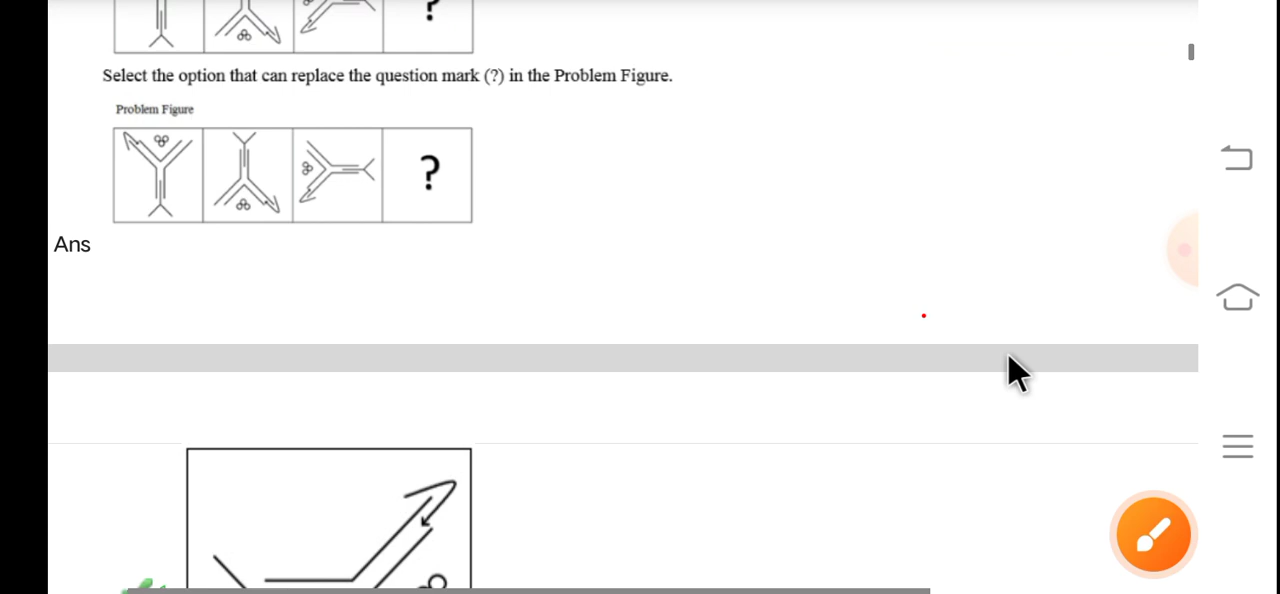 ?
Select the option that can replace the question mark (?) in the Problem Figure.
Problem Figure
?
Ans